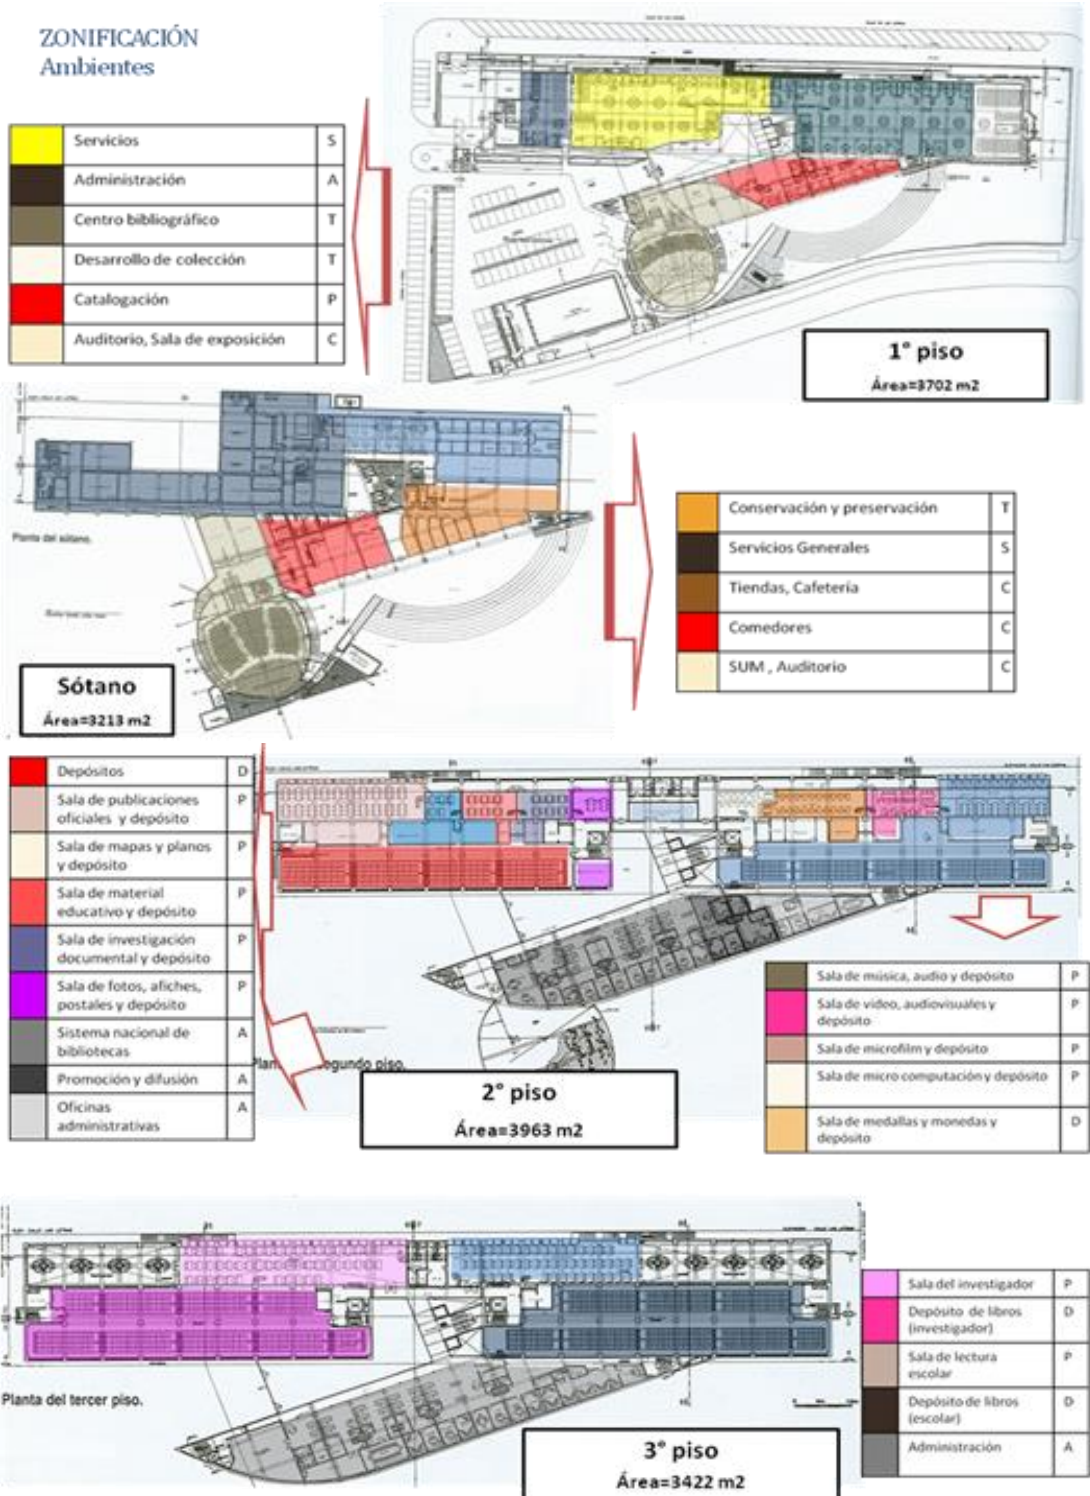 ZONIFICACIÓN
Ambientes
Servicios S
Administración A
Centro bibliográfico T
Desarrollo de colección T
Catalogación P
Auditorio, Sala de exposición C
1° piso
Área=3702 m2
Planta del sótano.
Sótano
Área=3213 m2
Conservación y preservación T
Servicios Generales S
Tiendas, Cafetería C
Comedores C
SUM , Auditorio C
Depósitos D
Sala de publicaciones P
oficiales y depósito
Sala de mapas y planos P
y depósito
Sala de material P
educativo y depósito
Sala de investigación P
documental y depósito
Sala de fotos, afiches, P
postales y depósito
Sistema nacional de A
bibliotecas
Promoción y difusión A
Oficinas A
administrativas
Plan egundo piso.
2° piso
Área=3963 m2
Sala de música, audio y depósito P
Sala de video, audiovisuales y P
depósito
Sala de microfilm y depósito P
Sala de micro computación y depósito P
Sala de medallas y monedas y D
depósito
Planta del tercer piso.
3° piso
Área=3422 m2
Sala del investigador P
Depósito de libros D
(investigador)
Sala de lectura P
escolar
Depósito de libros D
(escolar)
Administración A